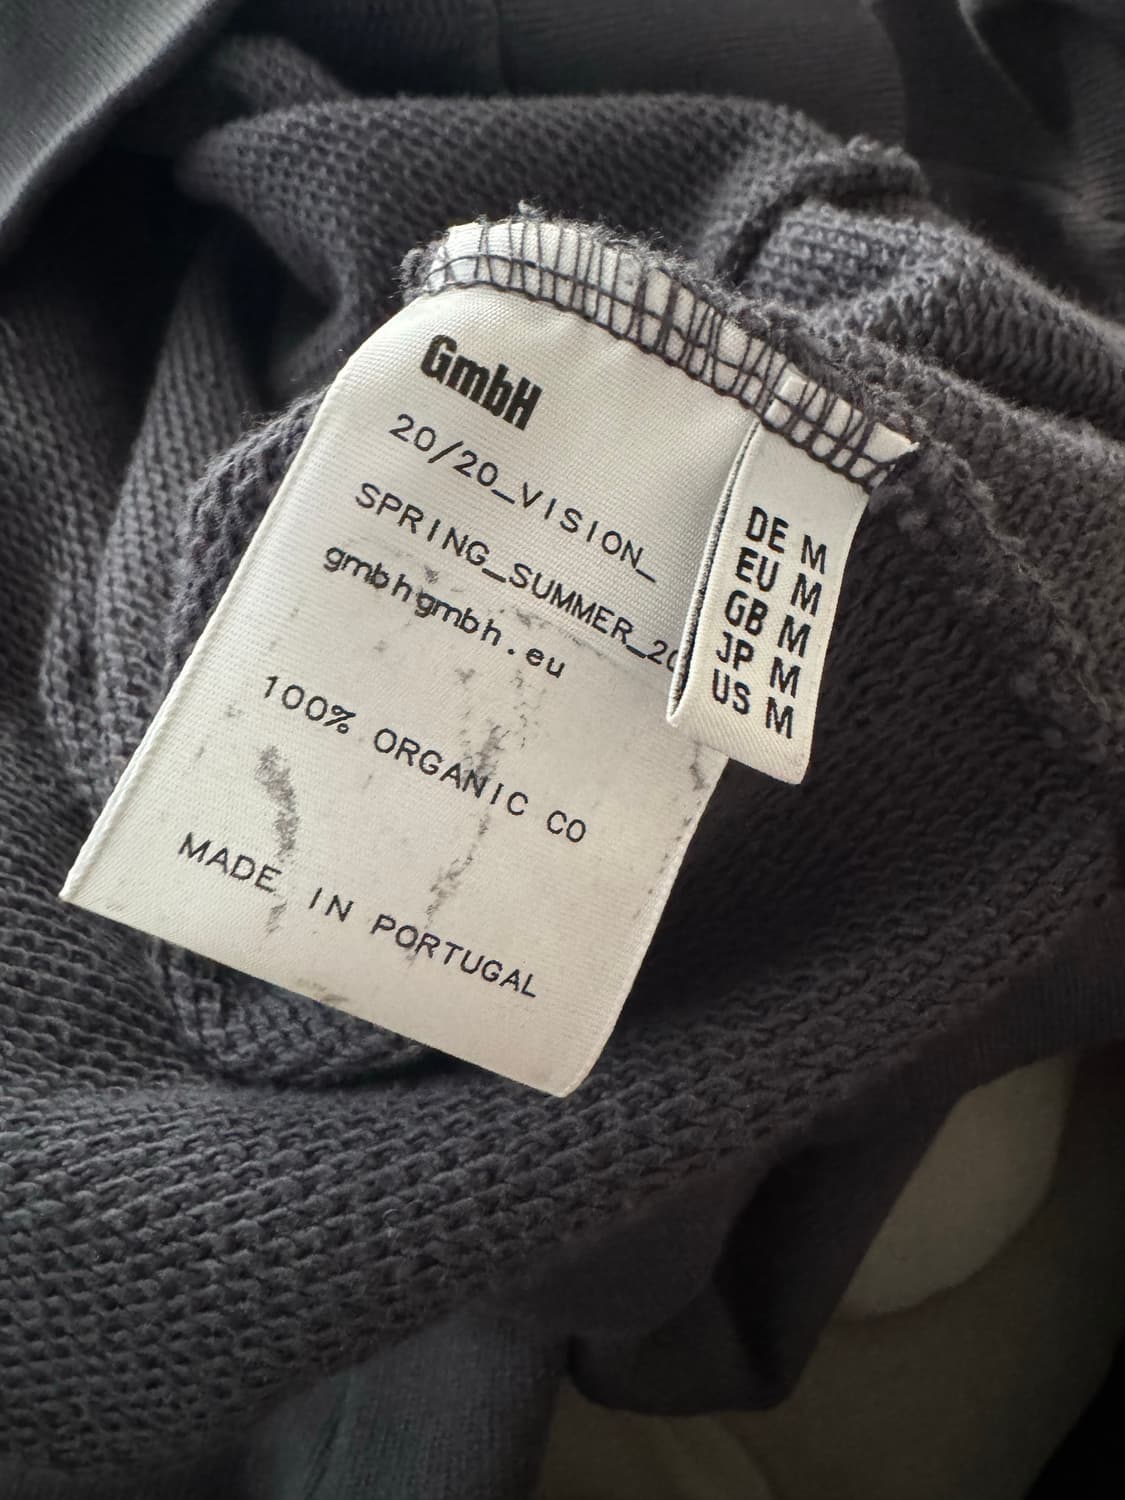 GmbH
20/20_VISION_
SPRING_SUMMER_20
gmbhgmbh.eu
100% ORGANIC CO
MADE IN PORTUGAL
DE M
EU M
GB M
JP M
US M